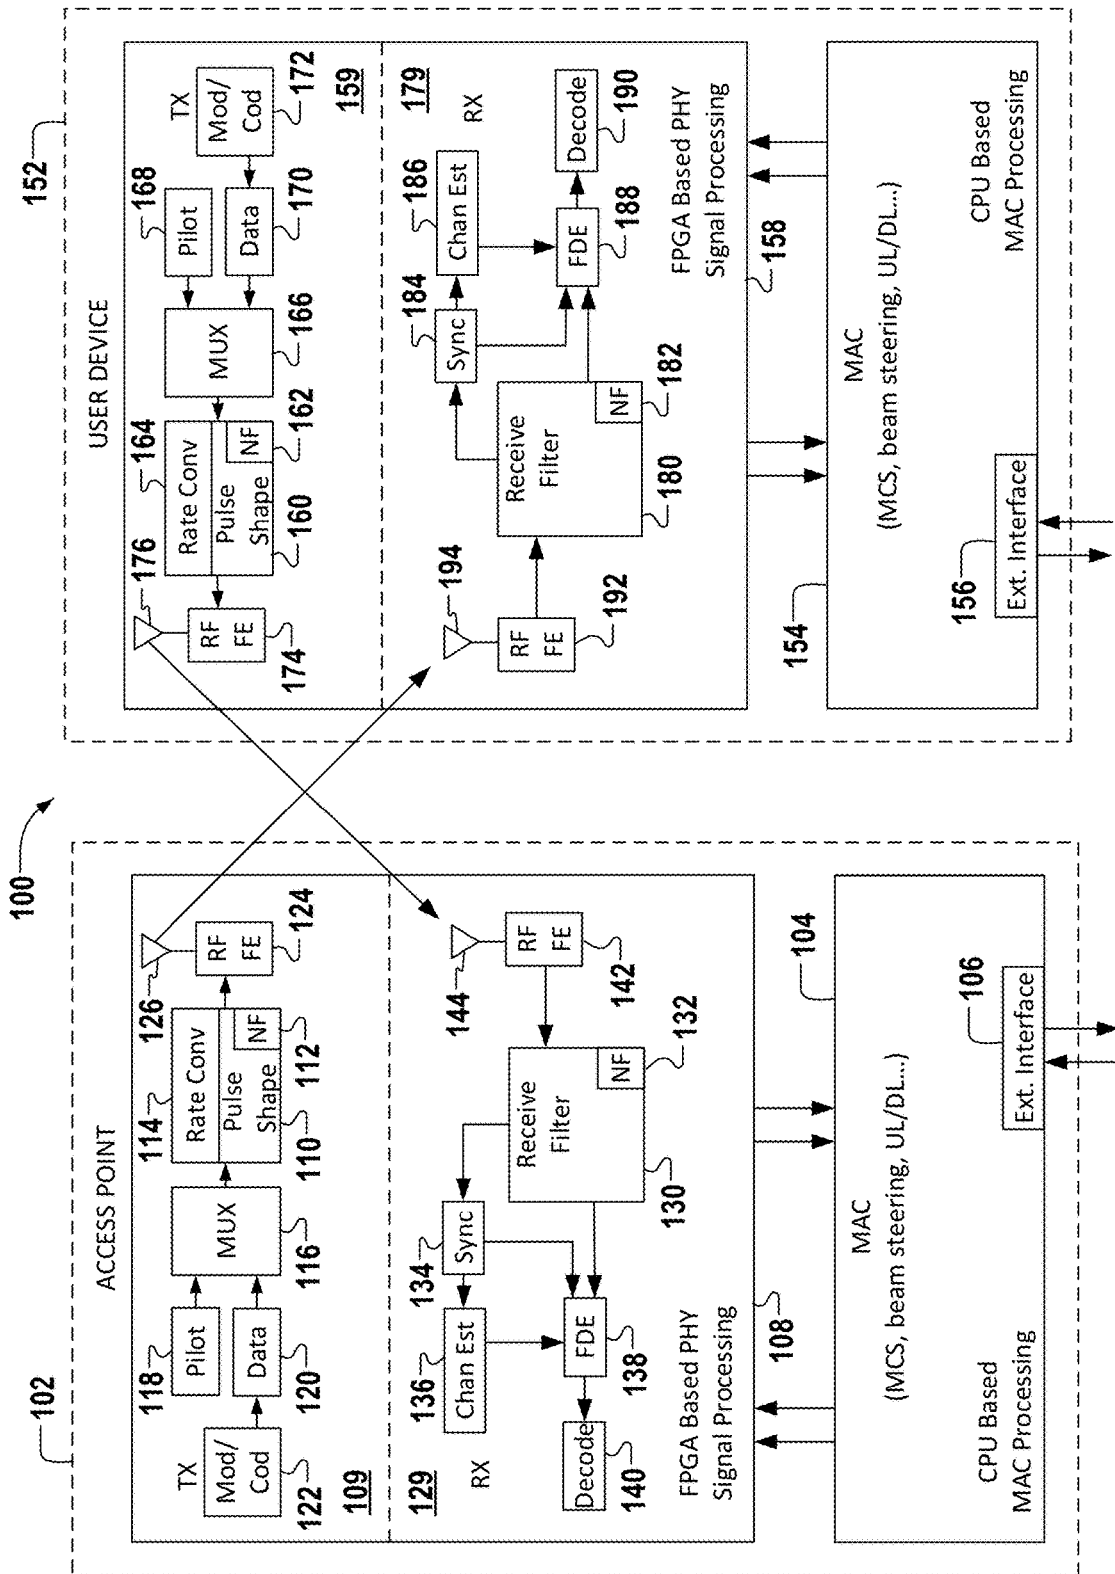 100
102
ACCESS POINT
TX
Mod/
Cod
122
Pilot
118
Data
120
MUX
116
114
Rate Conv
Pulse
Shape
NF
110
112
126
RF
FE
124
109
129
RX
134
Sync
136
Chan Est
FDE
138
Decode
140
Receive
Filter
NF
130
132
144
RF
FE
142
FPGA Based PHY
Signal Processing
108
104
MAC
(MCS, beam steering, UL/DL...)
CPU Based
MAC Processing
106
Ext. Interface
152
USER DEVICE
176
RF
FE
174
164
Rate Conv
Pulse
Shape
NF
160
162
MUX
166
168
Pilot
Data
170
TX
Mod/
Cod
172
159
179
RX
194
RF
FE
192
Receive
Filter
NF
180
182
184
Sync
186
Chan Est
FDE
188
Decode
190
FPGA Based PHY
Signal Processing
158
154
MAC
(MCS, beam steering, UL/DL...)
CPU Based
MAC Processing
156
Ext. Interface